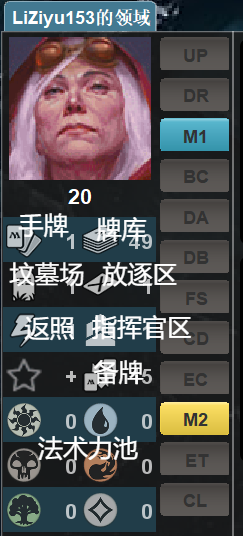 LiZiyu153的领域
UP
DR
M1
BC
20
DA
手牌 1 牌库 49
DB
坟墓场 1 放逐区 1
FS
返照 1 指挥官区
CD
+ 备牌 5
EC
0 0
M2
法术力池
0 0
ET
0 0
CL